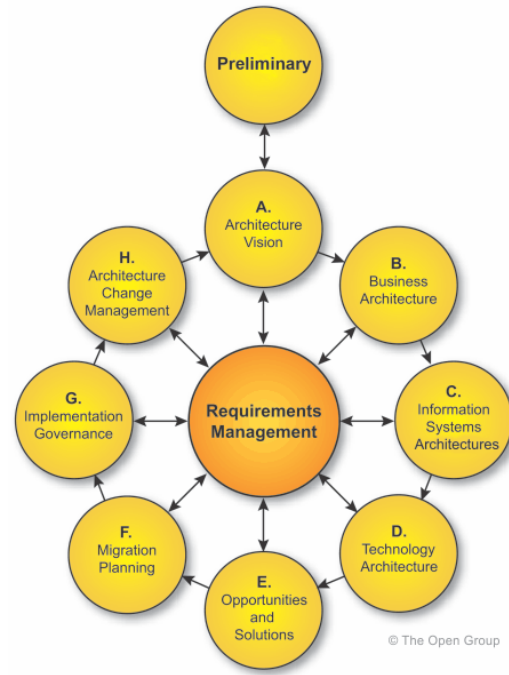 Preliminary
A.
Architecture
Vision
B.
Business
Architecture
H.
Architecture
Change
Management
Requirements
Management
C.
Information
Systems
Architectures
G.
Implementation
Governance
D.
Technology
Architecture
F.
Migration
Planning
E.
Opportunities
and
Solutions
© The Open Group